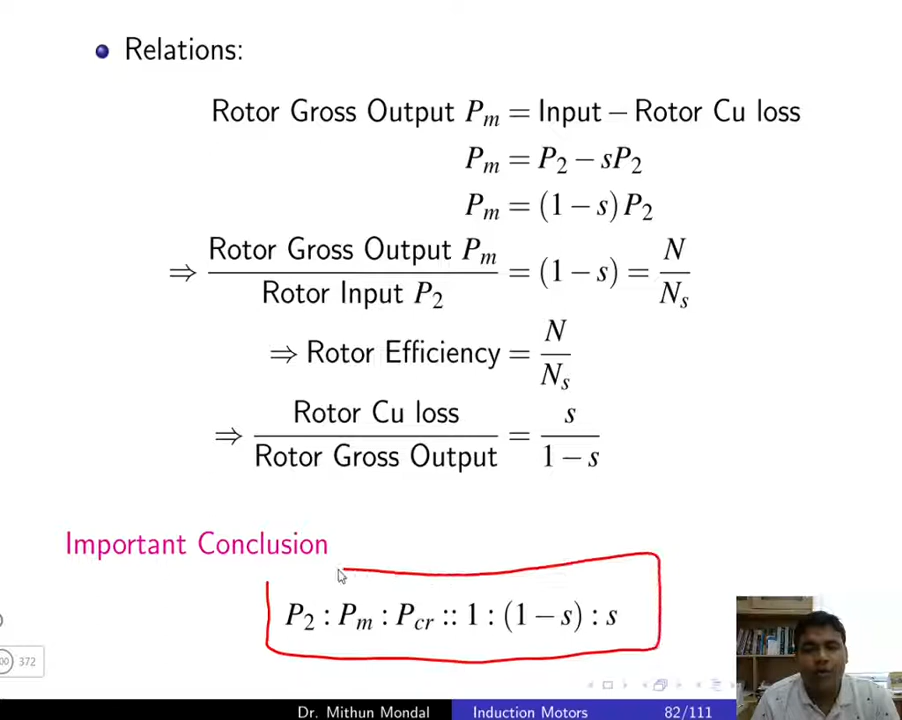 Relations:
Rotor Gross Output P_m = Input − Rotor Cu loss
P_m = P_2 − sP_2
P_m = (1 − s) P_2
⇒ Rotor Gross Output P_m / Rotor Input P_2 = (1 − s) = N / N_s
⇒ Rotor Efficiency = N / N_s
⇒ Rotor Cu loss / Rotor Gross Output = s / 1 − s
Important Conclusion
P_2 : P_m : P_cr :: 1 : (1 − s) : s
00 372
Dr. Mithun Mondal Induction Motors 82/111